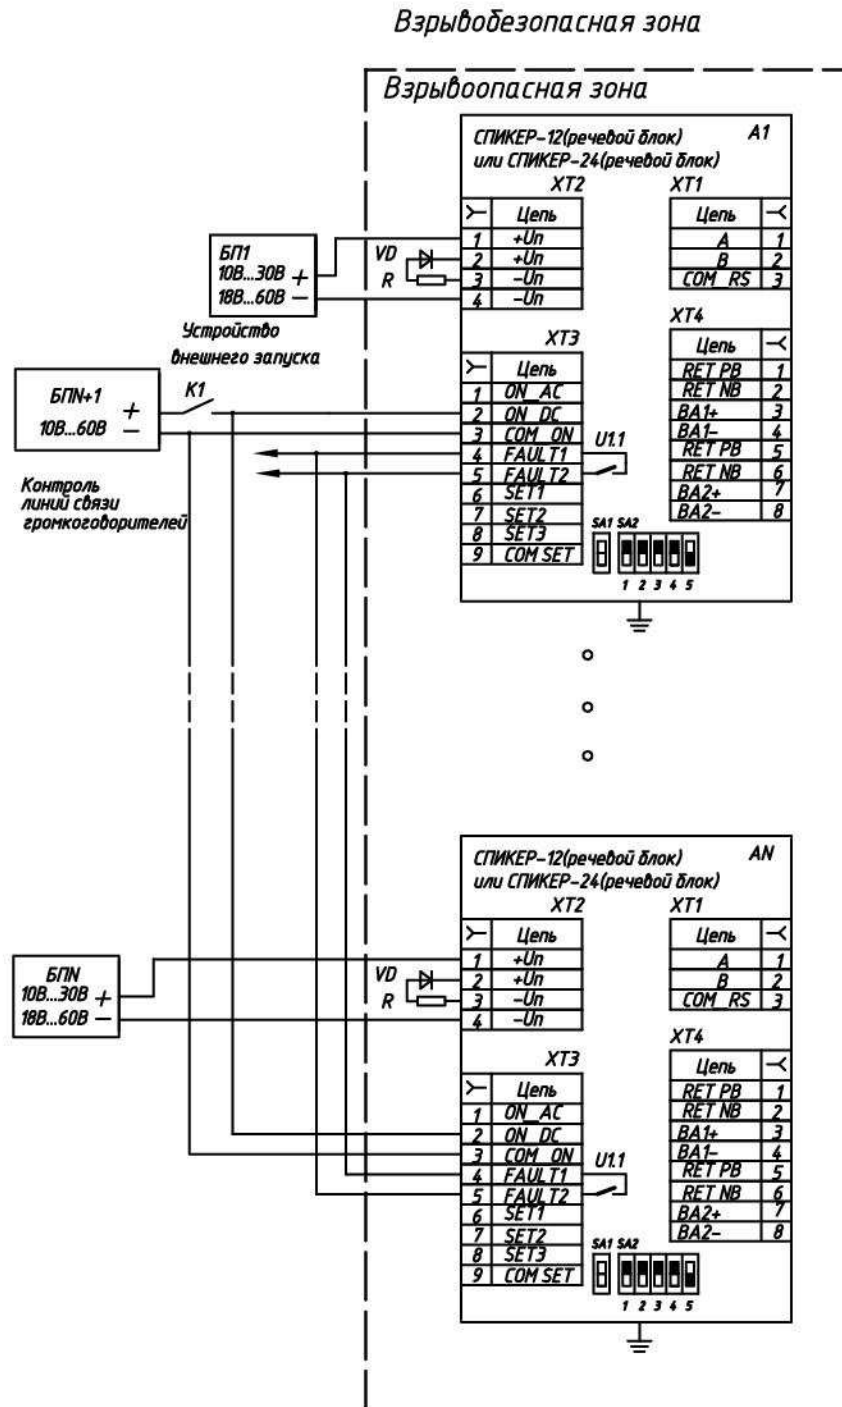 Взрывобезопасная зона
Взрывоопасная зона
СПИКЕР-12(речевой блок) А1
или СПИКЕР-24(речевой блок)
XT2 XT1
Цепь Цепь
1 +Uп А 1
2 +Uп В 2
3 -Uп COM_RS 3
4 -Uп
VD
R
БП1
10В...30В +
18В...60В –
Устройство
внешнего запуска
XT4
Цепь
RET PB 1
RET NB 2
BA1+ 3
BA1- 4
RET PB 5
RET NB 6
BA2+ 7
BA2- 8
XT3
Цепь
1 ON_AC
2 ON_DC
3 COM_ON
4 FAULT1
5 FAULT2
6 SET1
7 SET2
8 SET3
9 COM SET
U1.1
SA1 SA2
1 2 3 4 5
БПN+1 +
10В...60В –
K1
Контроль
линий связи
громкоговорителей
СПИКЕР-12(речевой блок) AN
или СПИКЕР-24(речевой блок)
XT2 XT1
Цепь Цепь
1 +Uп А 1
2 +Uп В 2
3 -Uп COM_RS 3
4 -Uп
VD
R
БПN
10В...30В +
18В...60В –
XT4
Цепь
RET PB 1
RET NB 2
BA1+ 3
BA1- 4
RET PB 5
RET NB 6
BA2+ 7
BA2- 8
XT3
Цепь
1 ON_AC
2 ON_DC
3 COM_ON
4 FAULT1
5 FAULT2
6 SET1
7 SET2
8 SET3
9 COM SET
U1.1
SA1 SA2
1 2 3 4 5